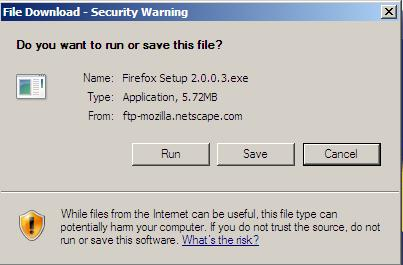 File Download - Security Warning
Do you want to run or save this file?
Name: Firefox Setup 2.0.0.3.exe
Type: Application, 5.72MB
From: ftp-mozilla.netscape.com
Run Save Cancel
While files from the Internet can be useful, this file type can
potentially harm your computer. If you do not trust the source, do not
run or save this software. What's the risk?